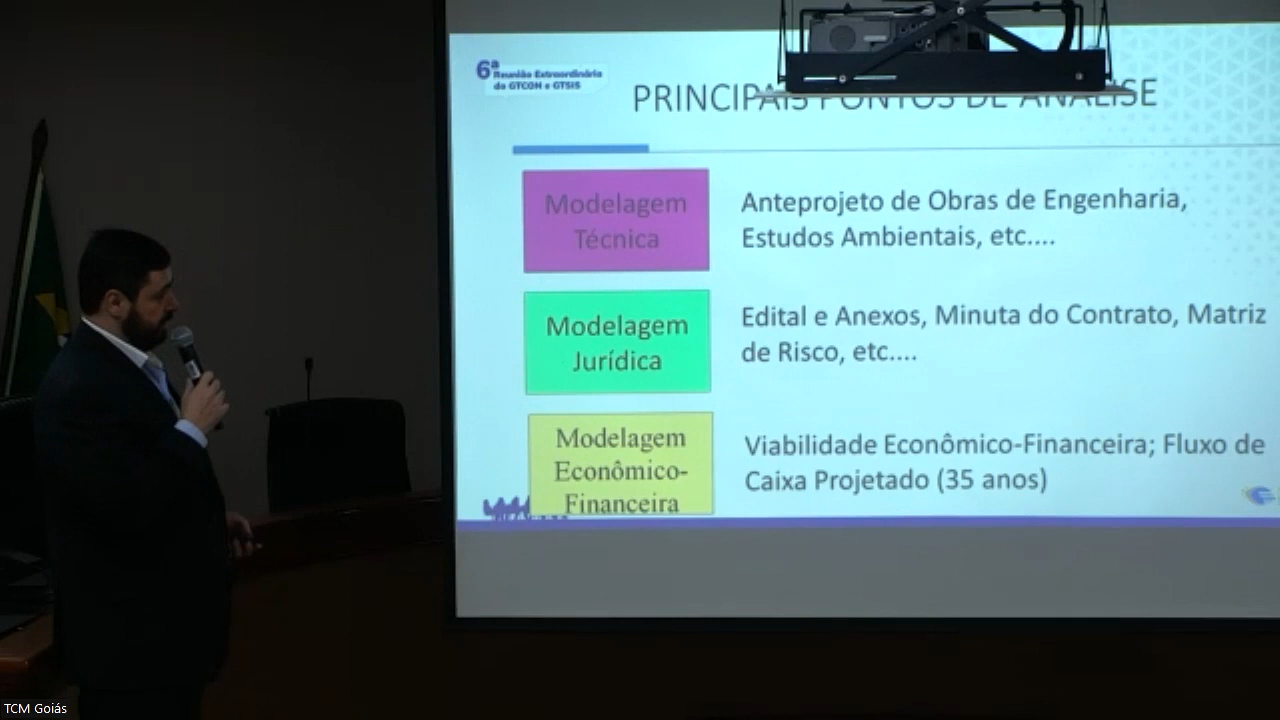 6ª Reunião Extraordinária
da GTCON e GTSIS
PRINCIPAIS PONTOS DE ANÁLISE
Modelagem
Técnica
Anteprojeto de Obras de Engenharia,
Estudos Ambientais, etc....
Modelagem
Jurídica
Edital e Anexos, Minuta do Contrato, Matriz
de Risco, etc....
Modelagem
Econômico-
Financeira
Viabilidade Econômico-Financeira; Fluxo de
Caixa Projetado (35 anos)
TCM Goiás